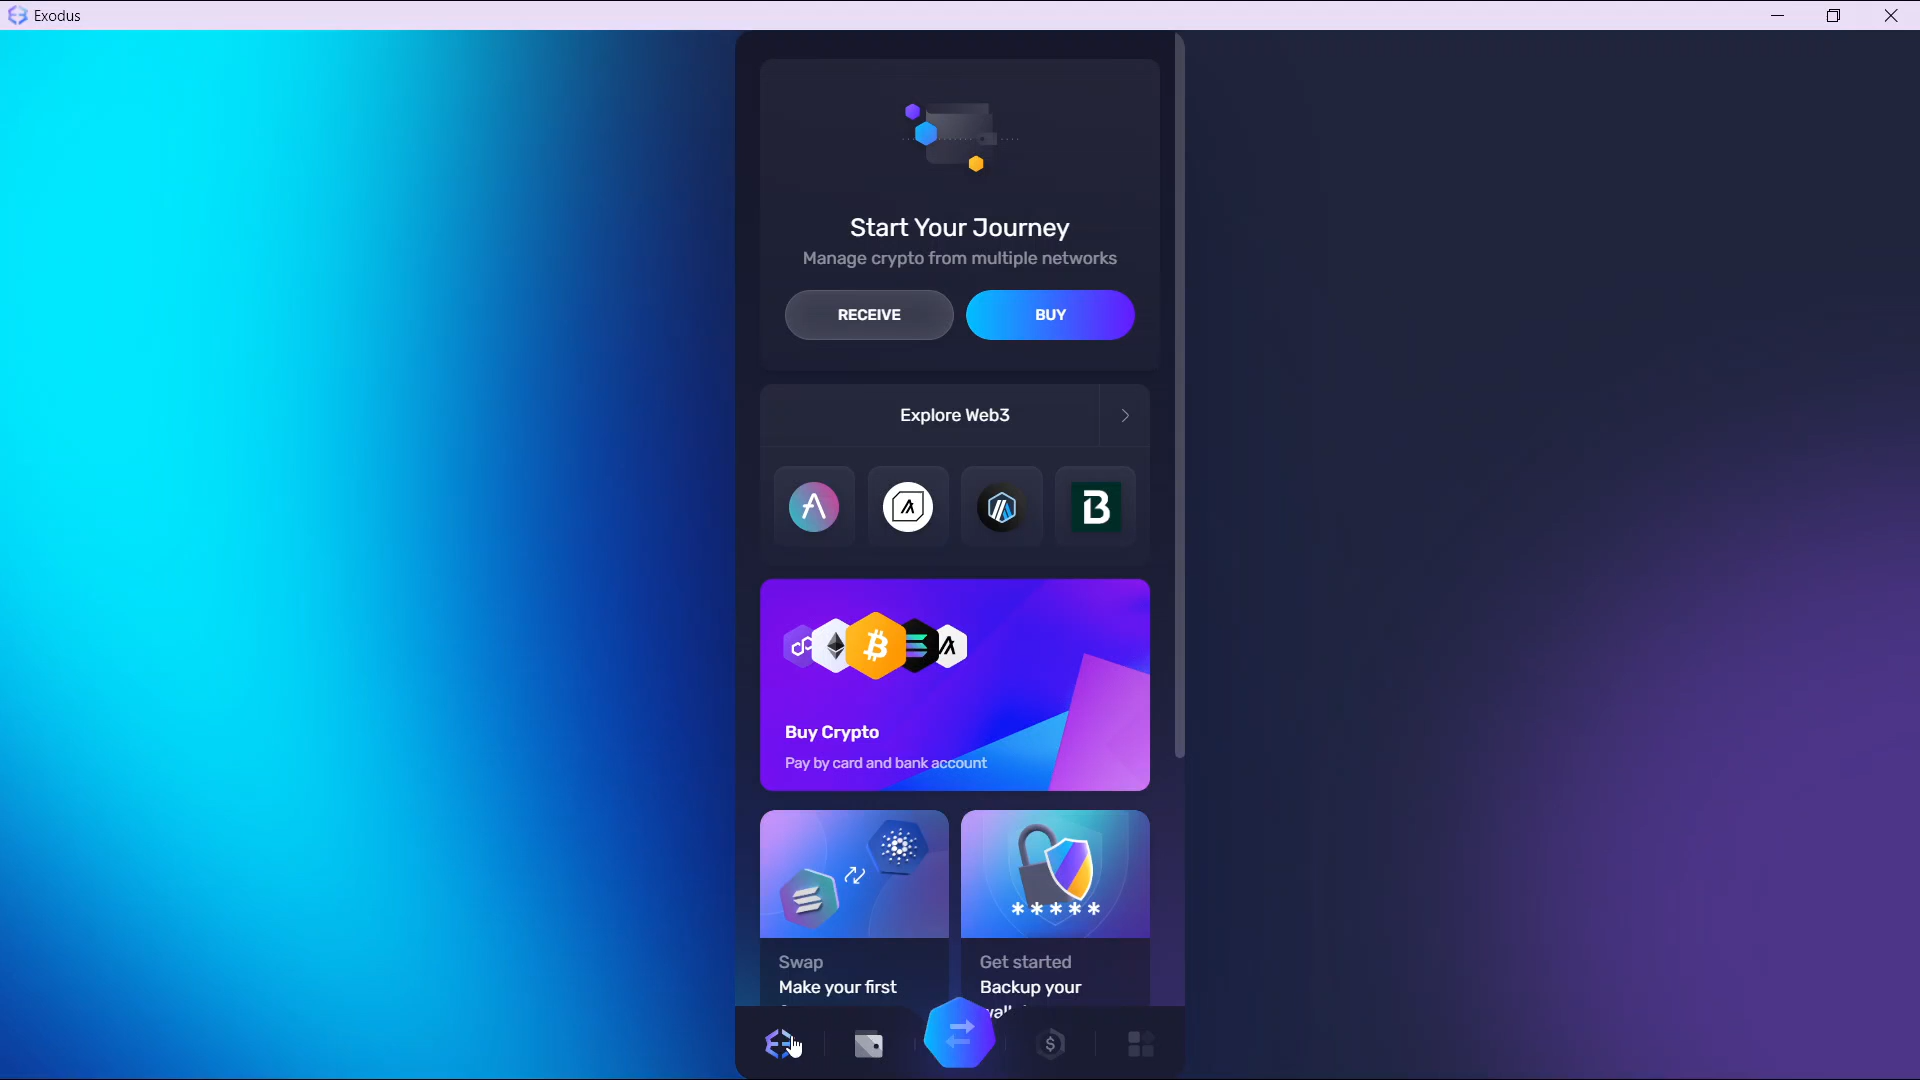 Exodus
Start Your Journey
Manage crypto from multiple networks
RECEIVE
BUY
Explore Web3
Buy Crypto
Pay by card and bank account
*****
Swap
Make your first
Get started
Backup your